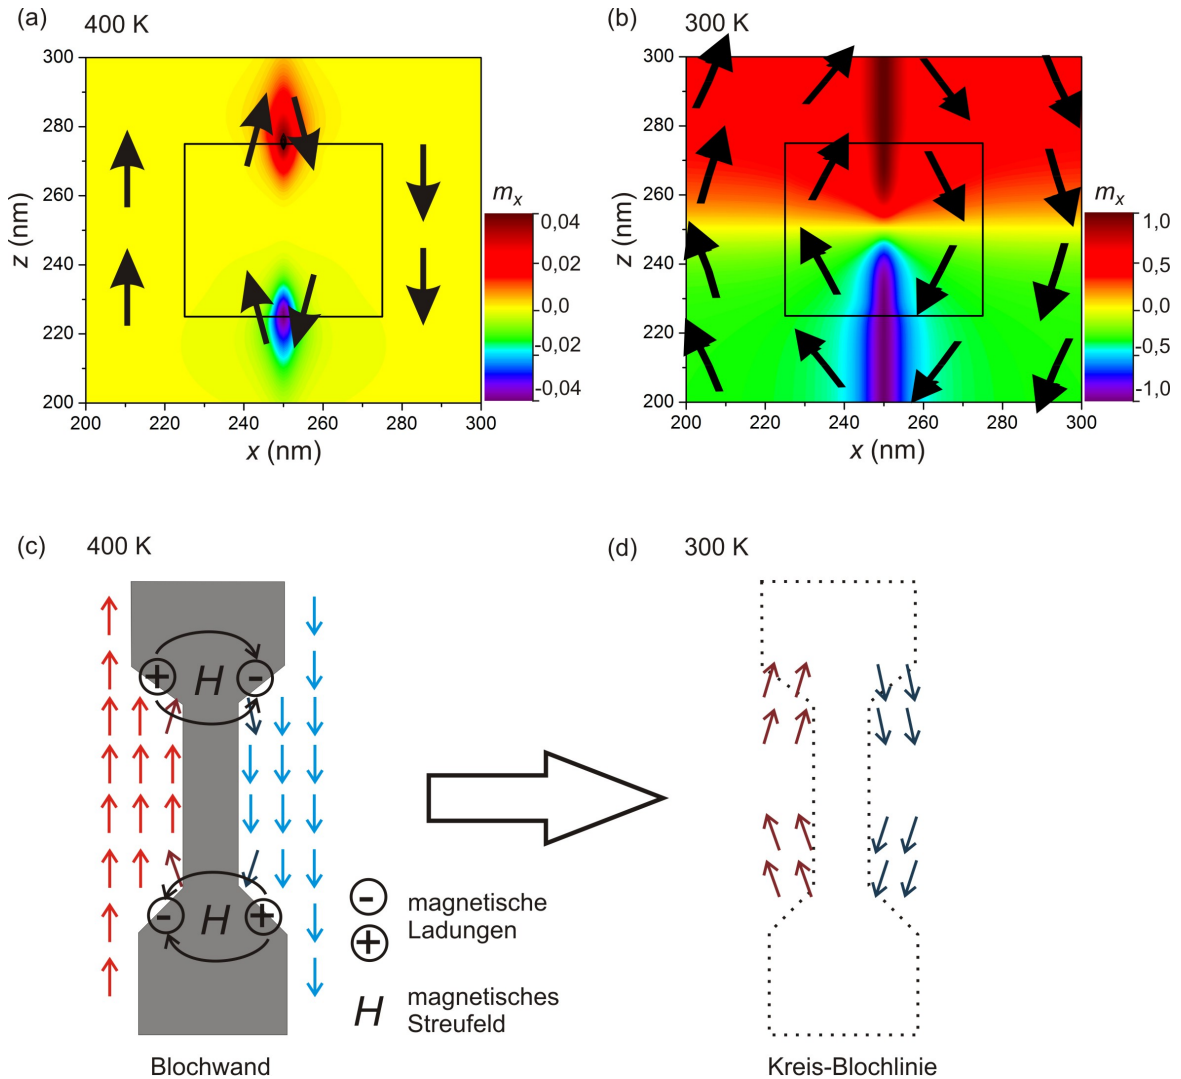 (a) 400 K
300
280
260
240
220
200
200 220 240 260 280 300
z (nm)
x (nm)
mx
0,04
0,02
0,0
-0,02
-0,04
(b) 300 K
300
280
260
240
220
200
200 220 240 260 280 300
z (nm)
x (nm)
mx
1,0
0,5
0,0
-0,5
-1,0
(c) 400 K
+ H -
- H +
- magnetische
+ Ladungen
H magnetisches
Streufeld
Blochwand
(d) 300 K
Kreis-Blochlinie